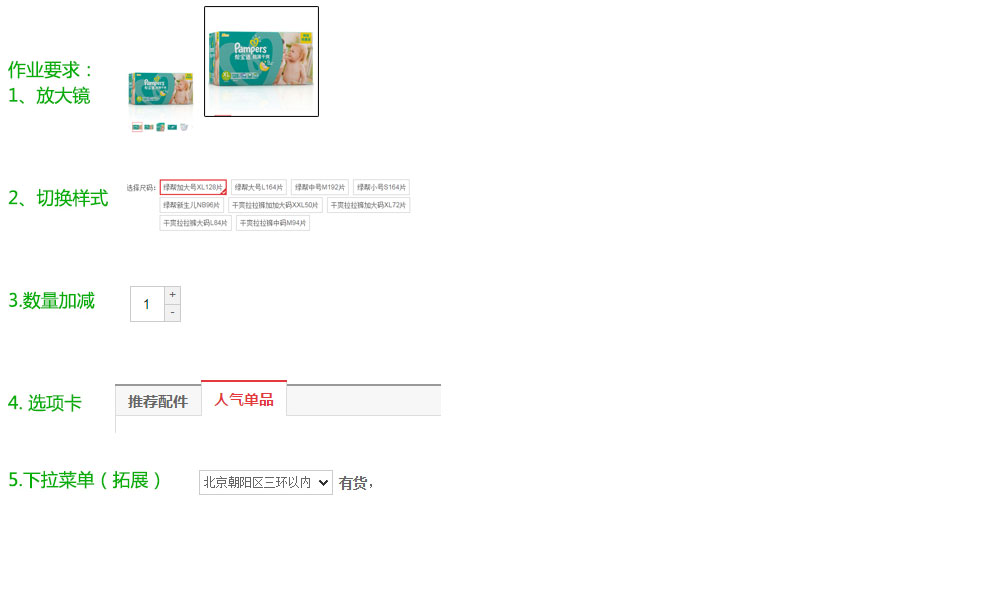 作业要求：
1、放大镜
Pampers
Pampers
2、切换样式
选择尺码：
绿帮加大号XL128片
绿帮大号L164片
绿帮中号M192片
绿帮小号S164片
绿帮新生儿NB96片
干爽拉拉裤加加大码XXL50片
干爽拉拉裤加大码XL72片
干爽拉拉裤大码L84片
干爽拉拉裤中码M94片
3.数量加减
1
+
-
4. 选项卡
推荐配件
人气单品
5.下拉菜单（拓展）
北京朝阳区三环以内
有货，